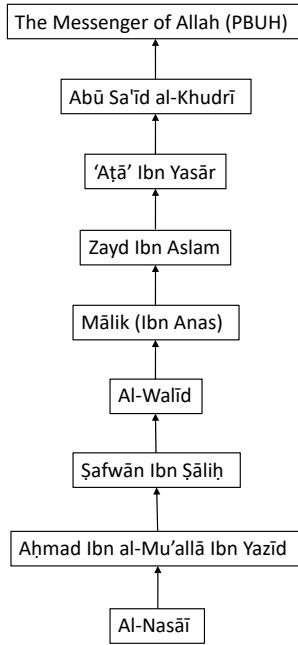 The Messenger of Allah (PBUH)
Abū Sa'īd al-Khudrī
‘Aṭā’ Ibn Yasār
Zayd Ibn Aslam
Mālik (Ibn Anas)
Al-Walīd
Ṣafwān Ibn Ṣāliḥ
Aḥmad Ibn al-Mu’allā Ibn Yazīd
Al-Nasāī